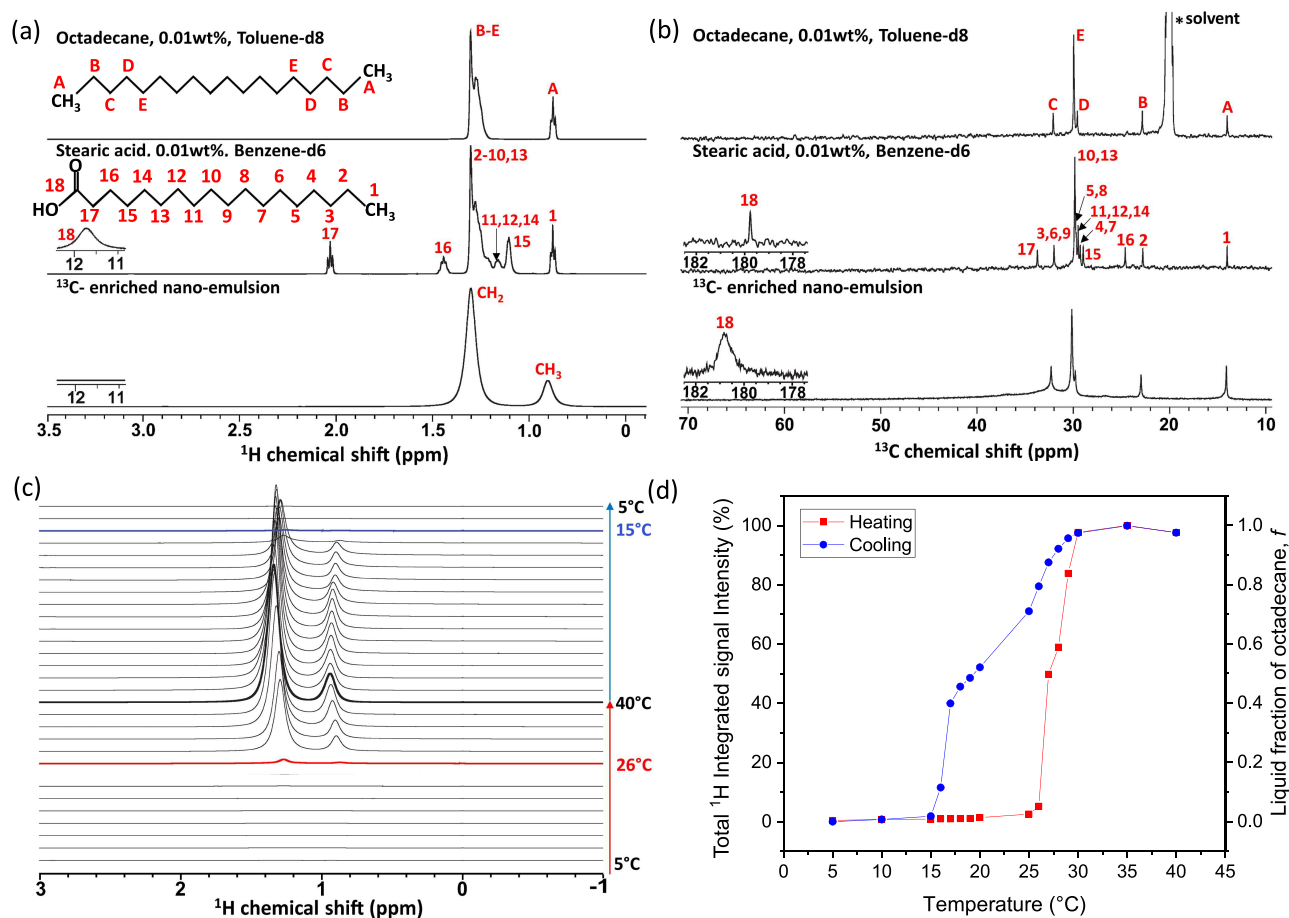 (a)
Octadecane, 0.01wt%, Toluene-d8
A B D E C CH₃
CH₃ C E D B A
B-E
A
Stearic acid. 0.01wt%. Benzene-d6
O
18 16 14 12 10 8 6 4 2 1
HO 17 15 13 11 9 7 5 3 CH₃
18
12 11
17
16
2-10,13
11,12,14
15
1
¹³C- enriched nano-emulsion
CH₂
CH₃
12 11
3.5 3.0 2.5 2.0 1.5 1.0 0
¹H chemical shift (ppm)
(b)
Octadecane, 0.01wt%, Toluene-d8
*solvent
E
C D B A
Stearic acid, 0.01wt%, Benzene-d6
10,13
18
5,8
11,12,14
4,7
17 3,6,9 15 16 2 1
182 180 178
¹³C- enriched nano-emulsion
18
182 180 178
70 60 50 40 30 20 10
¹³C chemical shift (ppm)
(c)
5°C
15°C
40°C
26°C
5°C
3 2 1 0 -1
¹H chemical shift (ppm)
(d)
Heating
Cooling
100
80
60
40
20
0
Total ¹H Integrated signal Intensity (%)
1.0
0.8
0.6
0.4
0.2
0.0
Liquid fraction of octadecane, f
0 5 10 15 20 25 30 35 40 45
Temperature (°C)